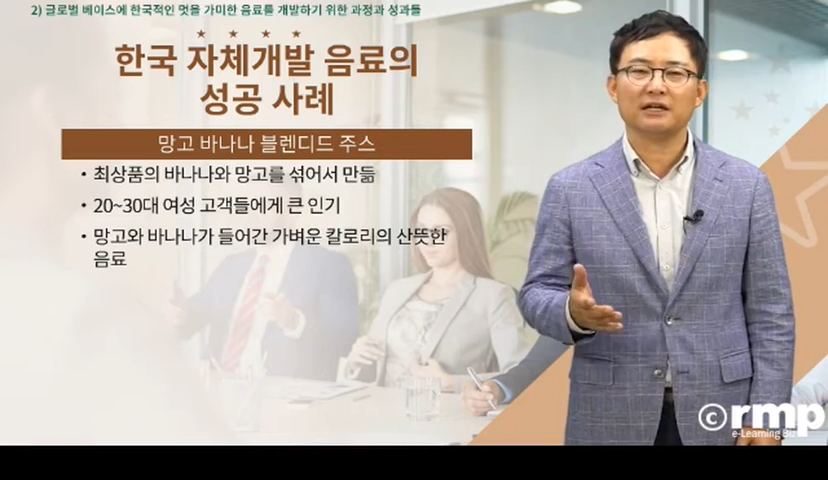 2) 글로벌 베이스에 한국적인 멋을 가미한 음료를 개발하기 위한 과정과 성과들
한국 자체개발 음료의
성공 사례
망고 바나나 블렌디드 주스
• 최상품의 바나나와 망고를 섞어서 만듦
• 20~30대 여성 고객들에게 큰 인기
• 망고와 바나나가 들어간 가벼운 칼로리의 산뜻한
음료
ⓒrmp
e-Learning Biz